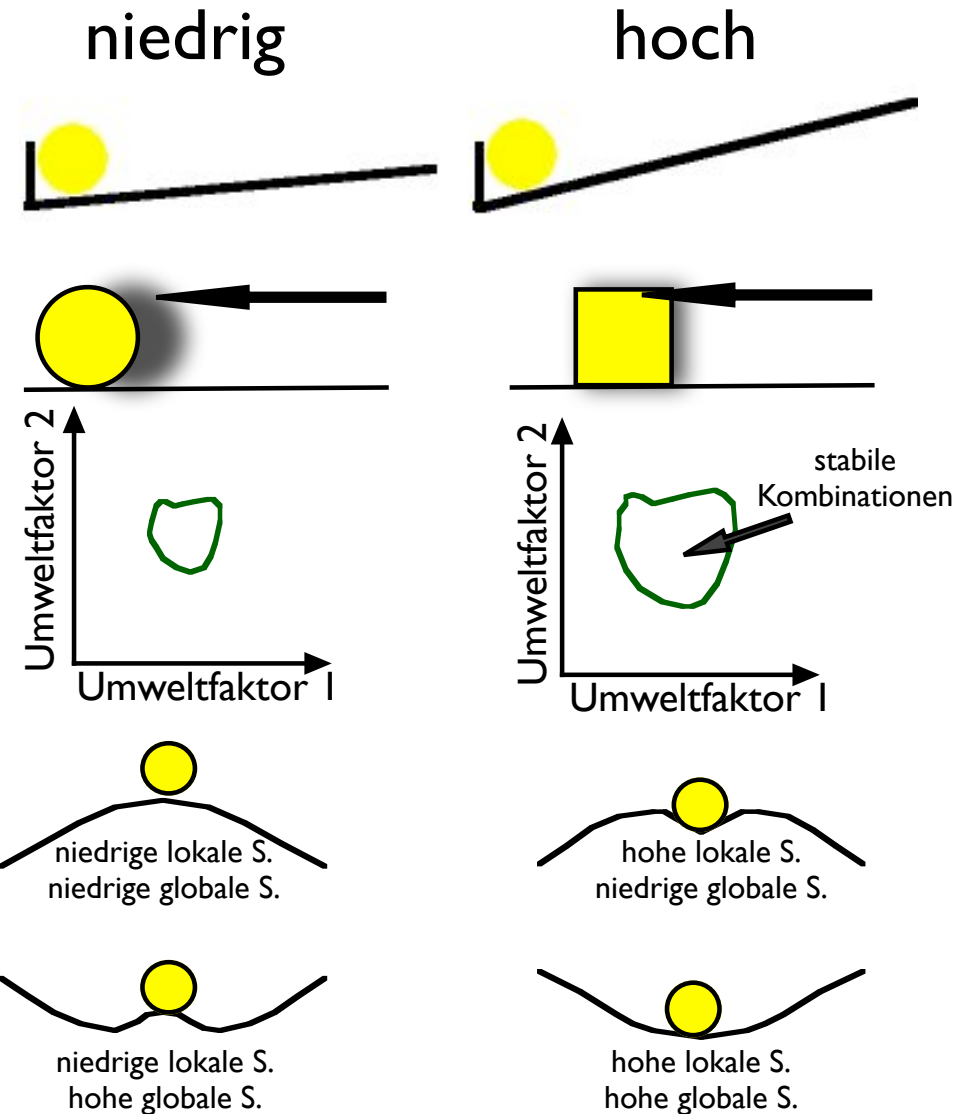 niedrig
hoch
Umweltfaktor 2
Umweltfaktor 1
Umweltfaktor 2
Umweltfaktor 1
stabile
Kombinationen
niedrige lokale S.
niedrige globale S.
hohe lokale S.
niedrige globale S.
niedrige lokale S.
hohe globale S.
hohe lokale S.
hohe globale S.